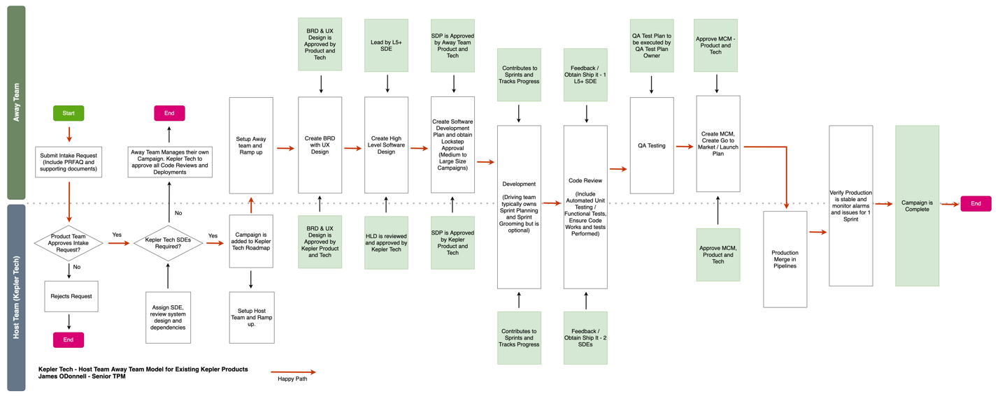 Away Team
Host Team (Kepler Tech)
Start
Submit Intake Request
(Include PRFAQ and
supporting documents)
Product Team
Approves Intake
Request?
Yes
No
Rejects Request
End
End
Away Team Manages their own
Campaign. Kepler Tech to
approve all Code Reviews and
Deployments
No
Kepler Tech SDEs
Required?
Yes
Assign SDE,
review system
design and
dependencies
Setup Away
team and
Ramp up
Campaign is
added to Kepler
Tech Roadmap
Setup Host
Team and Ramp
up.
BRD & UX
Design is
Approved by
Product and
Tech
Create BRD
with UX
Design
BRD & UX
Design is
Approved by
Kepler Product
and Tech
Lead by L5+
SDE
Create High
Level Software
Design
HLD is reviewed
and approved by
Kepler Tech
SDP is Approved
by Away Team
Product and
Tech
Create Software
Development
Plan and obtain
Lockstep
Approval
(Medium to
Large Size
Campaigns)
SDP is Approved
by Kepler
Product and
Tech
Contributes to
Sprints and
Tracks Progress
Development
(Driving team
typically owns
Sprint Planning
and Sprint
Grooming but is
optional)
Contributes to
Sprints and
Tracks Progress
Feedback /
Obtain Ship it - 1
L5+ SDE
Code Review
(Include
Automated Unit
Testing /
Functional Tests,
Ensure Code
Works and tests
Performed)
Feedback /
Obtain Ship It - 2
SDEs
QA Test Plan to
be executed by
QA Test Plan
Owner
QA Testing
Approve MCM -
Product and
Tech
Create MCM,
Create Go to
Market / Launch
Plan
Approve MCM,
Product and
Tech
Production
Merge in
Pipelines
Verify Production
is stable and
monitor alarms
and issues for 1
Sprint
Campaign is
Complete
End
Kepler Tech - Host Team Away Team Model for Existing Kepler Products
James ODonnell - Senior TPM
Happy Path